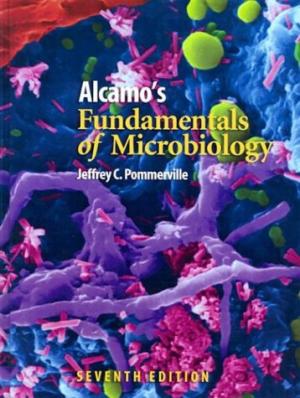 Alcamo's
Fundamentals
of Microbiology
Jeffrey C. Pommerville
SEVENTH EDITION